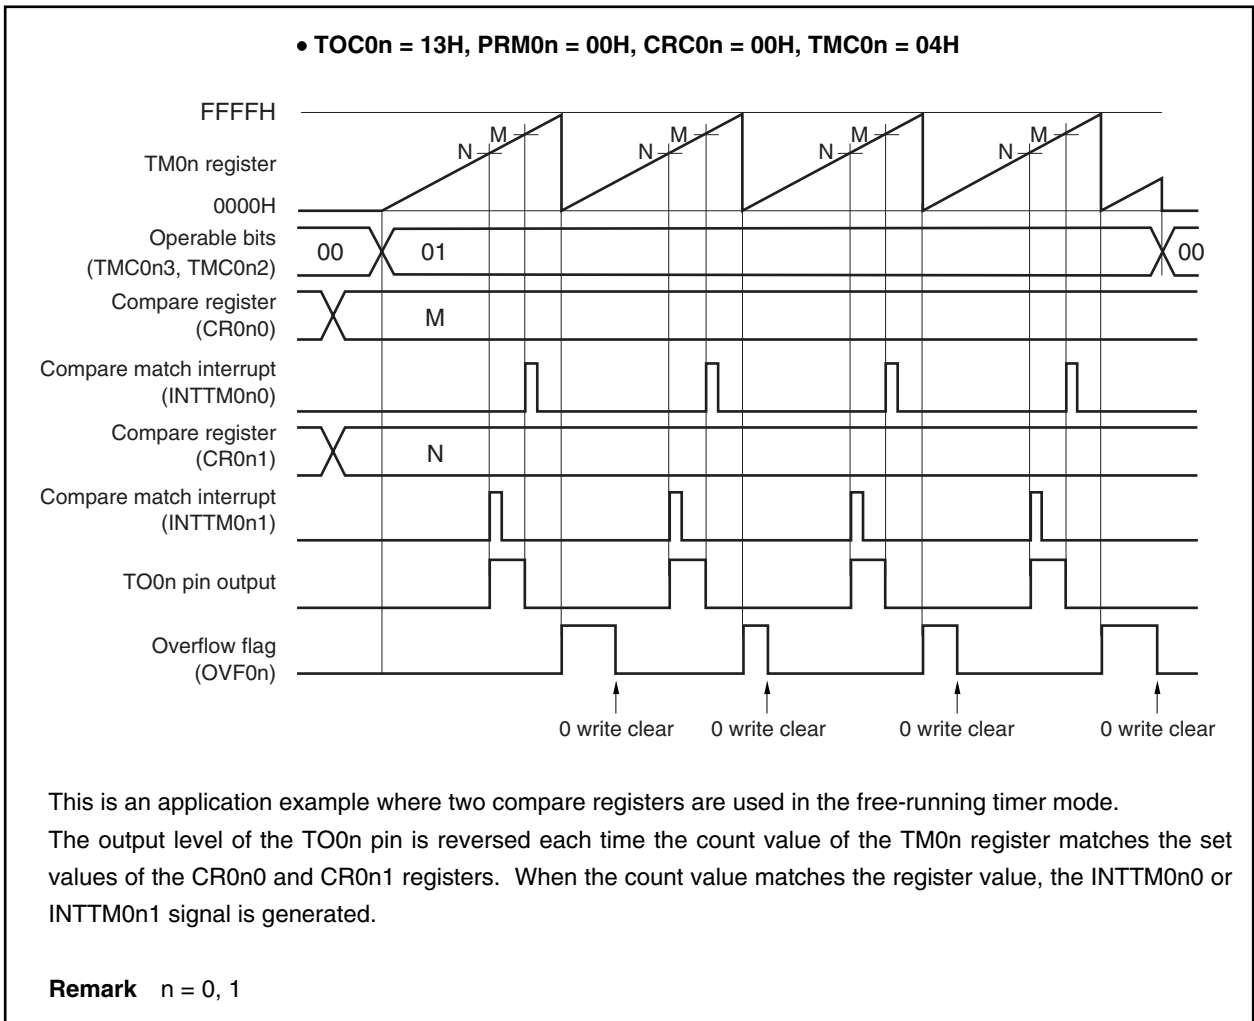 • TOC0n = 13H, PRM0n = 00H, CRC0n = 00H, TMC0n = 04H
FFFFH
M M M M
N N N N
TM0n register
0000H
Operable bits
(TMC0n3, TMC0n2)
00 01 00
Compare register
(CR0n0)
M
Compare match interrupt
(INTTM0n0)
Compare register
(CR0n1)
N
Compare match interrupt
(INTTM0n1)
TO0n pin output
Overflow flag
(OVF0n)
0 write clear 0 write clear 0 write clear 0 write clear
This is an application example where two compare registers are used in the free-running timer mode.
The output level of the TO0n pin is reversed each time the count value of the TM0n register matches the set
values of the CR0n0 and CR0n1 registers. When the count value matches the register value, the INTTM0n0 or
INTTM0n1 signal is generated.
Remark n = 0, 1